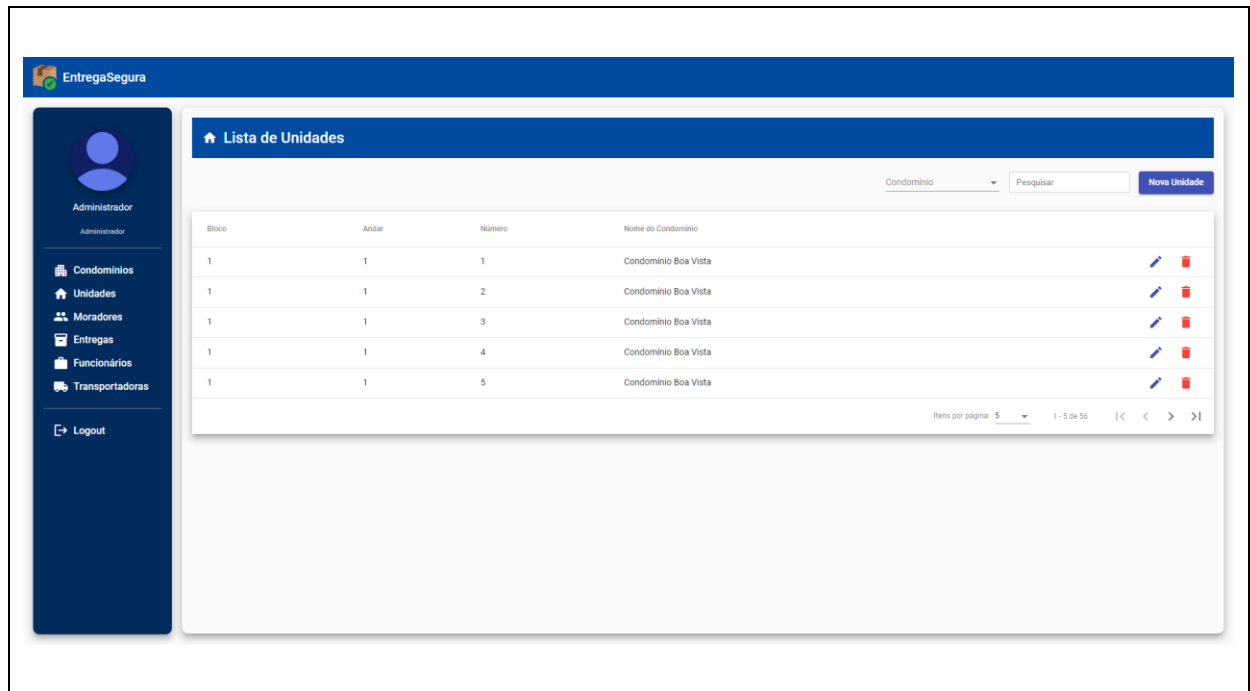 EntregaSegura
Administrador
Administrador
Condomínios
Unidades
Moradores
Entregas
Funcionários
Transportadoras
Logout
Lista de Unidades
Condomínio Pesquisar Nova Unidade
Bloco Andar Número Nome do Condomínio
1 1 1 Condomínio Boa Vista
1 1 2 Condomínio Boa Vista
1 1 3 Condomínio Boa Vista
1 1 4 Condomínio Boa Vista
1 1 5 Condomínio Boa Vista
Itens por página: 5 1 - 5 de 56